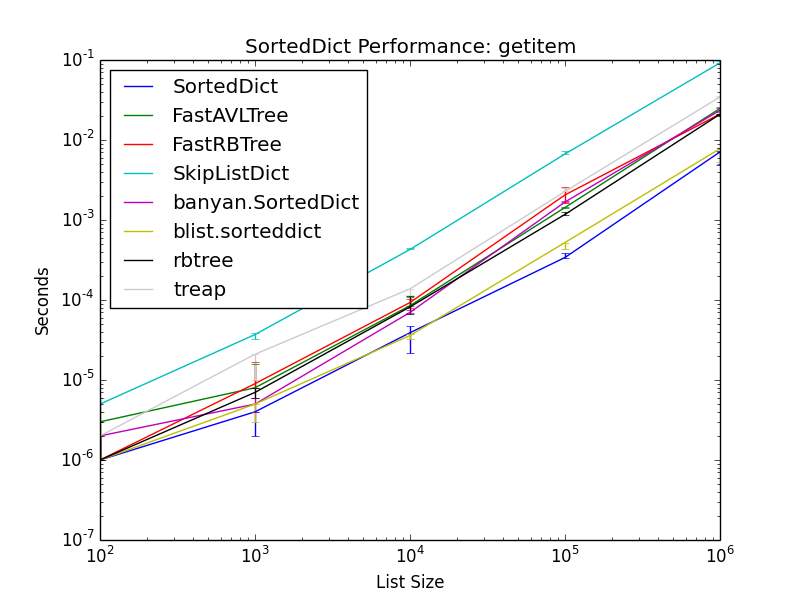 SortedDict Performance: getitem
10^-1
10^-2
10^-3
10^-4
10^-5
10^-6
10^-7
Seconds
SortedDict
FastAVLTree
FastRBTree
SkipListDict
banyan.SortedDict
blist.sorteddict
rbtree
treap
10^2 10^3 10^4 10^5 10^6
List Size